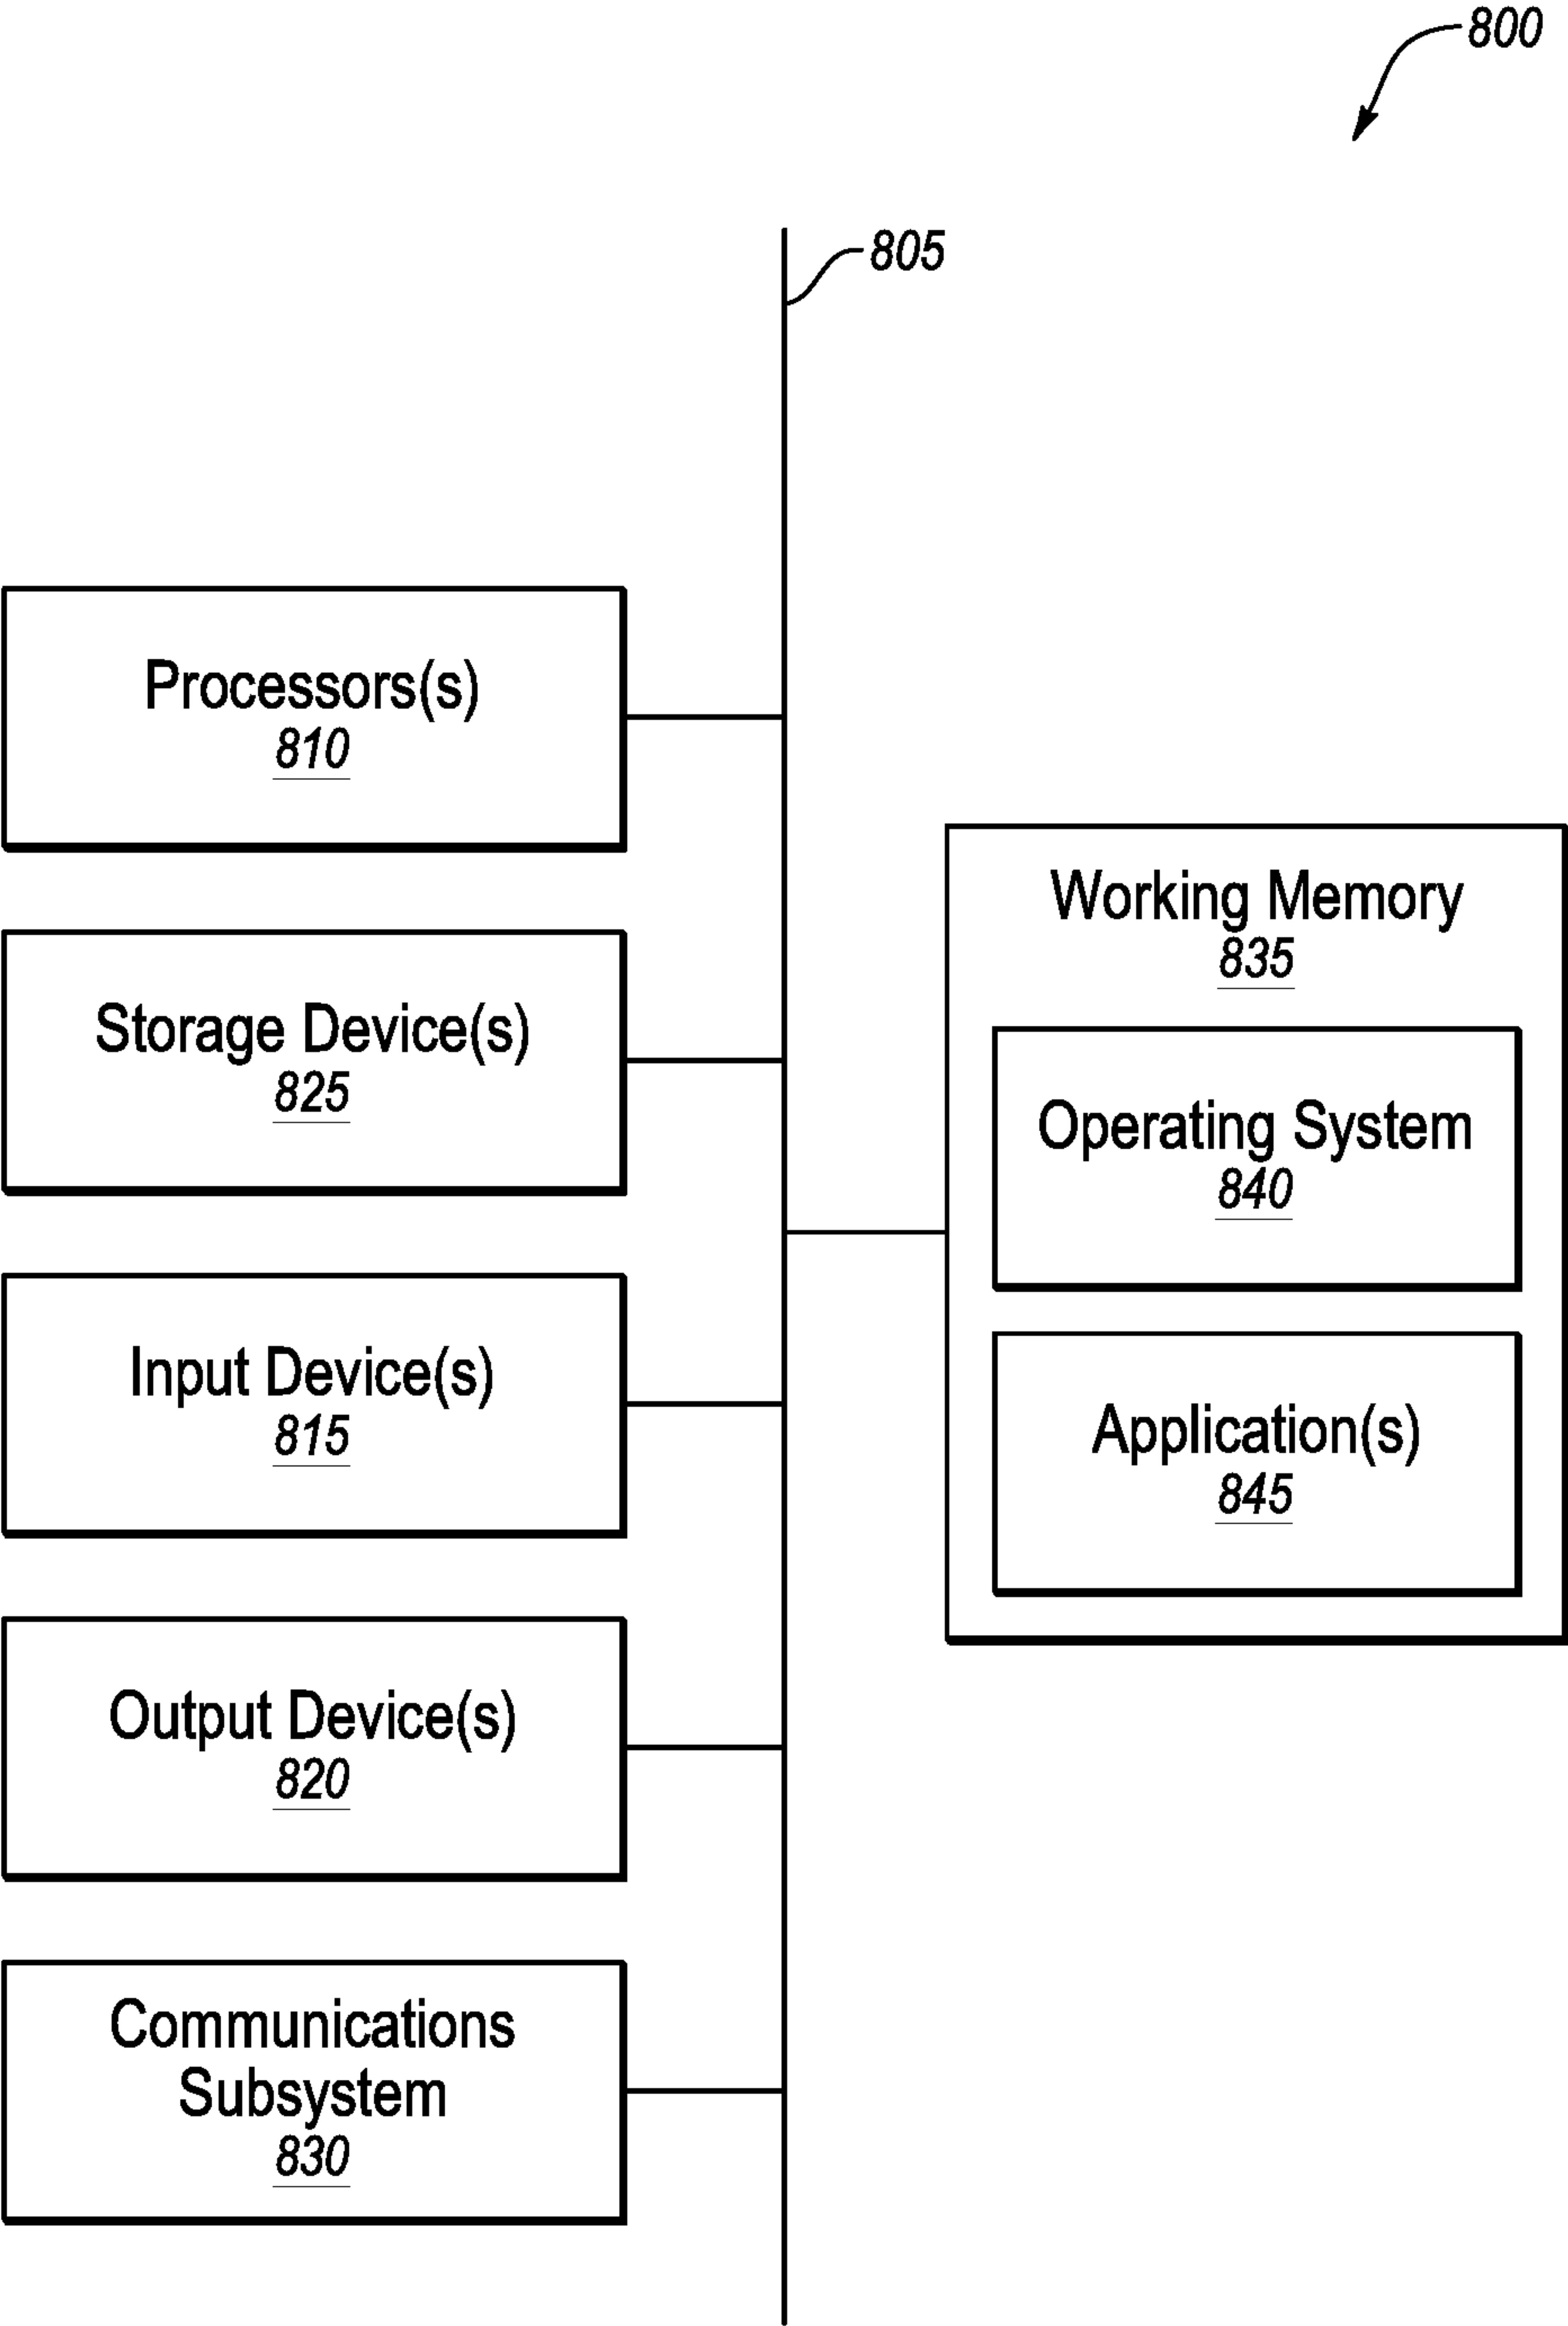 800
805
Processors(s)
810
Storage Device(s)
825
Input Device(s)
815
Output Device(s)
820
Communications
Subsystem
830
Working Memory
835
Operating System
840
Application(s)
845